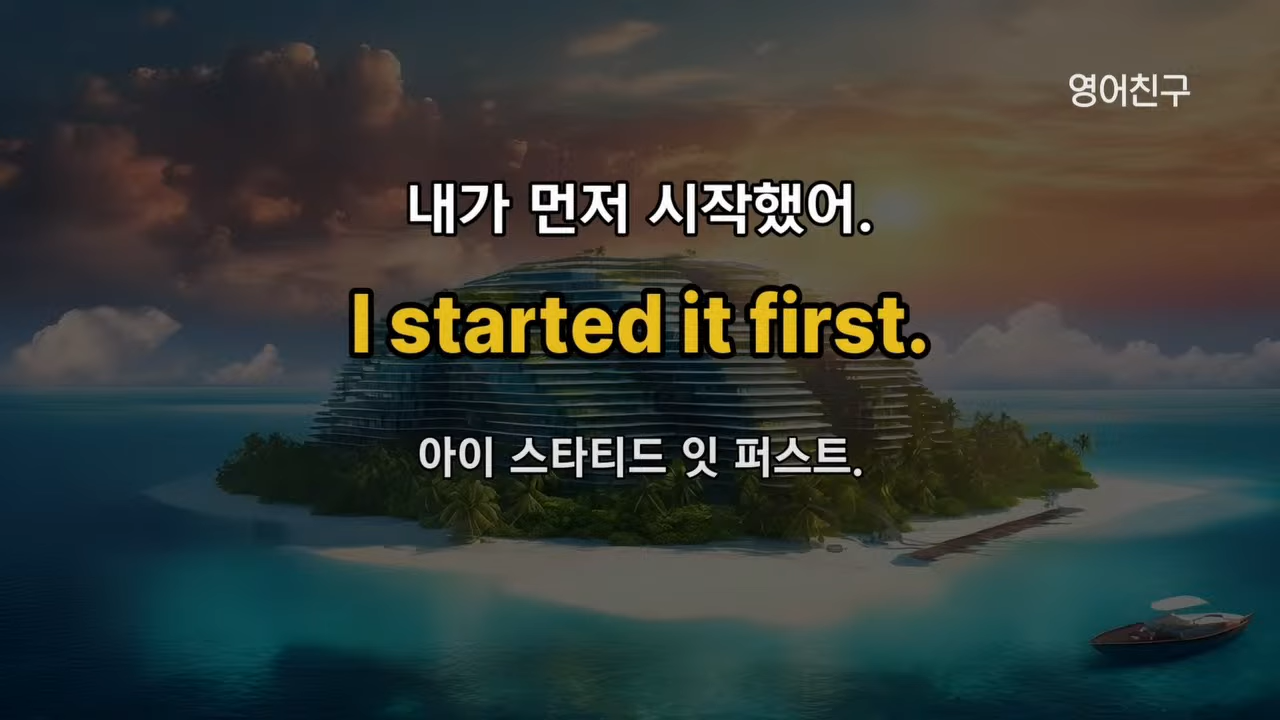 영어친구
내가 먼저 시작했어.
I started it first.
아이 스타티드 잇 퍼스트.